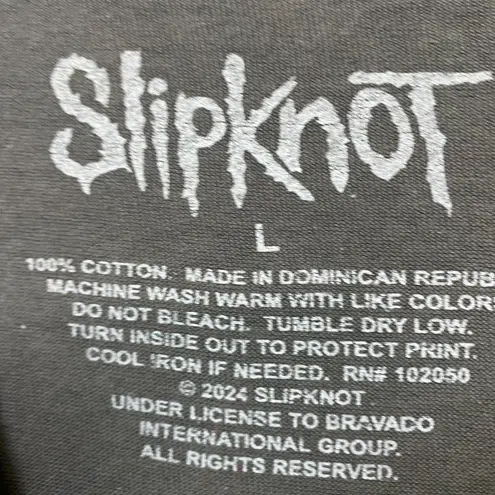 SlipknoT
L
100% COTTON. MADE IN DOMINICAN REPUB
MACHINE WASH WARM WITH LIKE COLOR
DO NOT BLEACH. TUMBLE DRY LOW.
TURN INSIDE OUT TO PROTECT PRINT.
COOL IRON IF NEEDED. RN# 102050
© 2024 SLIPKNOT
UNDER LICENSE TO BRAVADO
INTERNATIONAL GROUP.
ALL RIGHTS RESERVED.